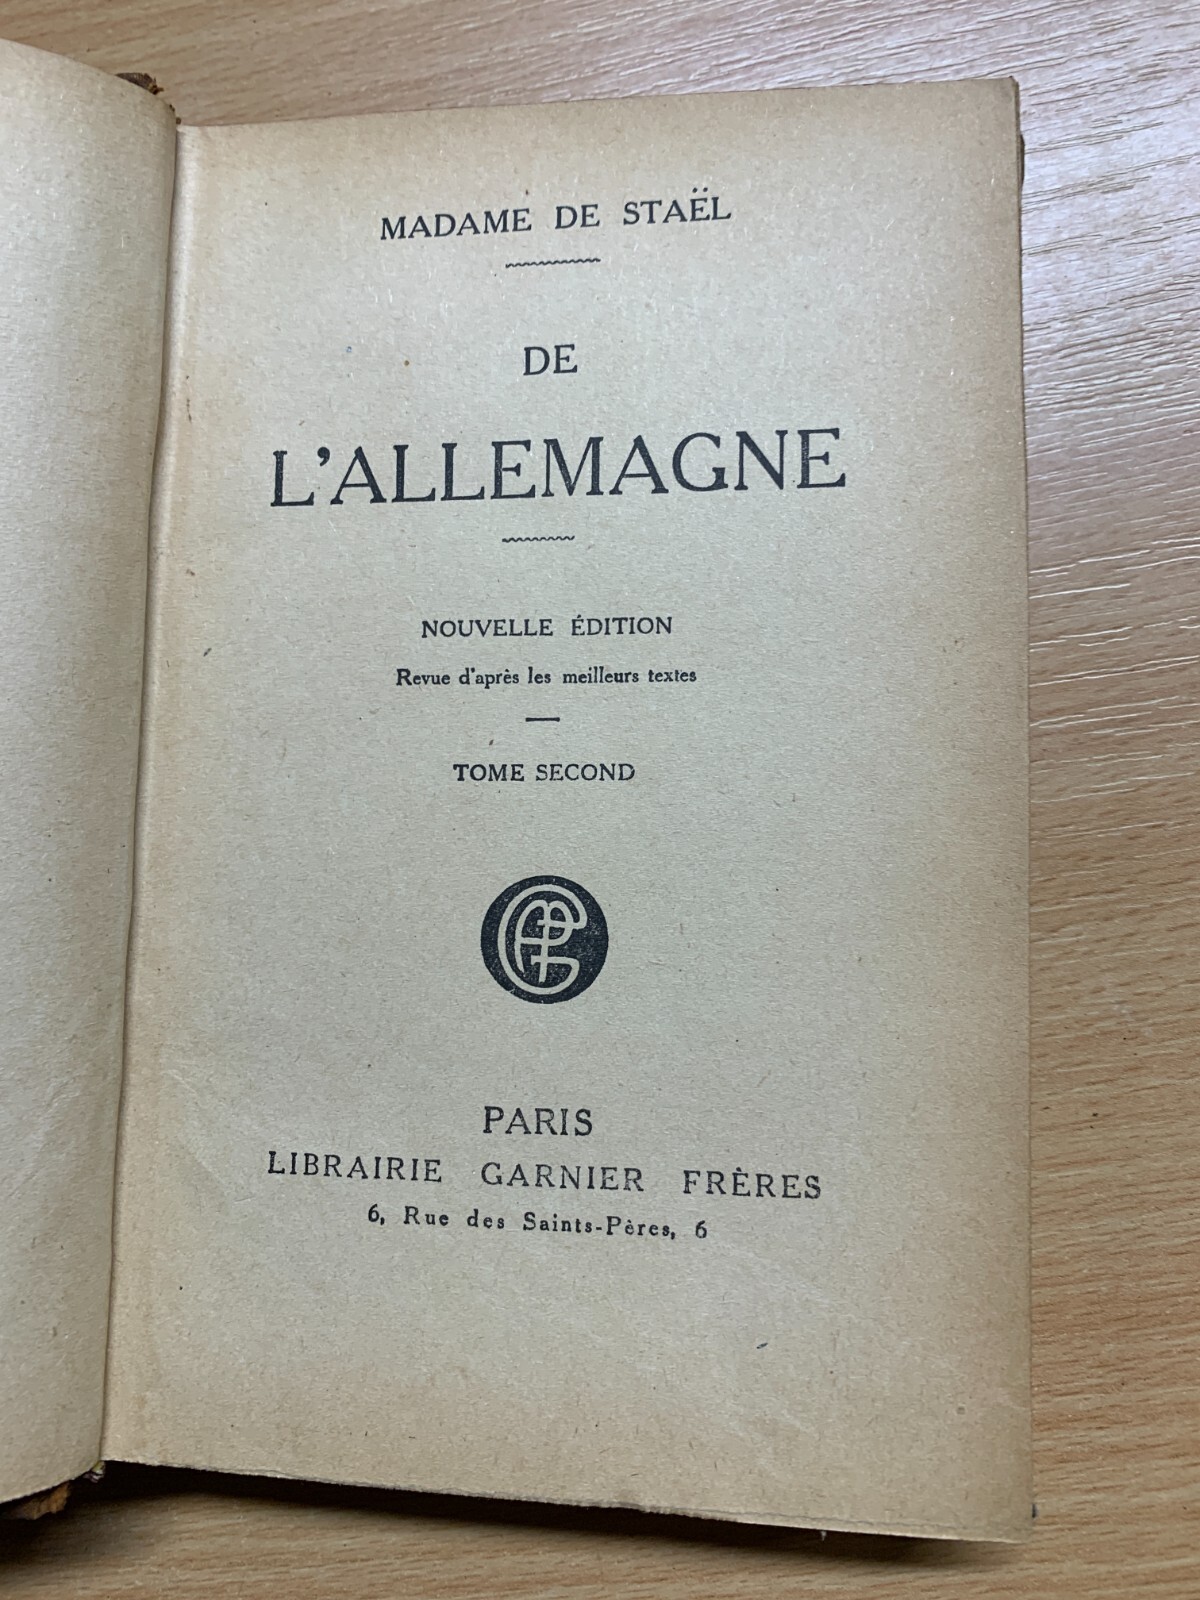 MADAME DE STAËL
DE
L'ALLEMAGNE
NOUVELLE ÉDITION
Revue d'après les meilleurs textes
TOME SECOND
PARIS
LIBRAIRIE GARNIER FRÈRES
6, Rue des Saints-Pères, 6